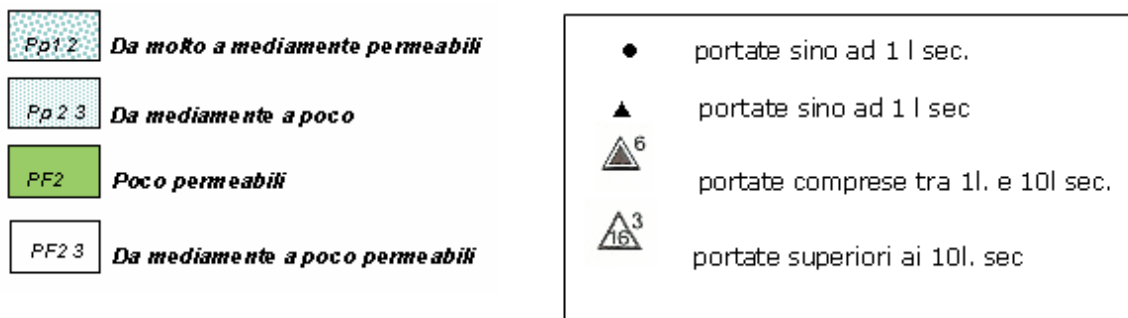 Pp1 2 Da molto a mediamente permeabili
Pp 2 3 Da mediamente a poco
PF2 Poco permeabili
PF2 3 Da mediamente a poco permeabili
portate sino ad 1 l sec.
portate sino ad 1 l sec
6
portate comprese tra 1l. e 10l sec.
16 3
portate superiori ai 10l. sec